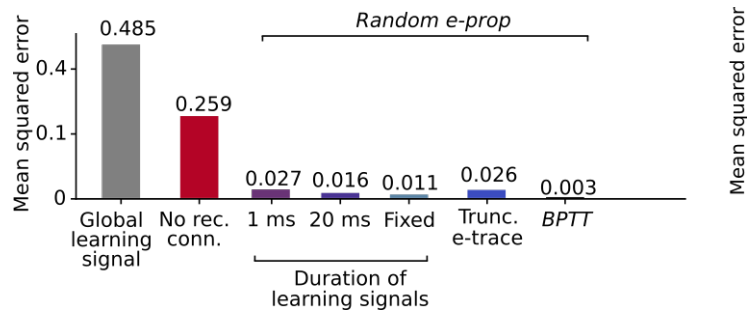 Random e-prop
0.485
0.4
0.259
0.1
0.027
0.016
0.011
0.026
0.003
0
Mean squared error
Global
learning
signal
No rec.
conn.
1 ms
20 ms
Fixed
Trunc.
e-trace
BPTT
Duration of
learning signals
Mean squared error